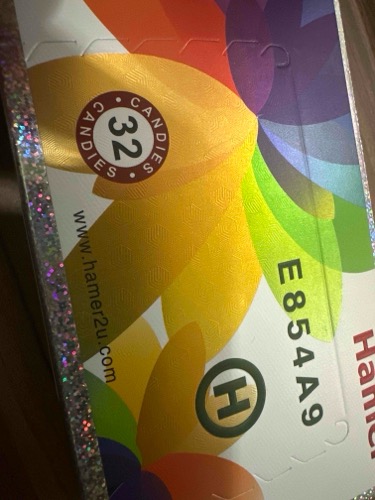 CANDIES
32
CANDIES
www.hamer2u.com
E854A9
H
Hamer